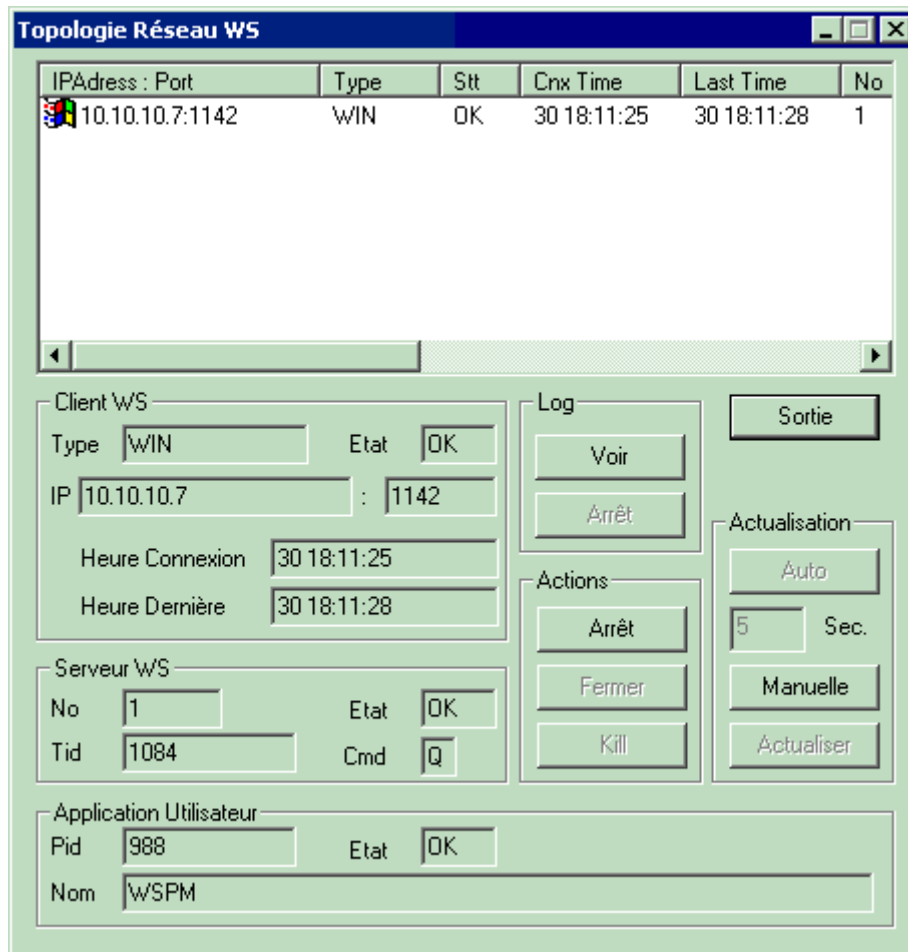 Topologie Réseau WS
IPAdress : Port Type Stt Cnx Time Last Time No
10.10.10.7:1142 WIN OK 30 18:11:25 30 18:11:28 1
Client WS
Type WIN Etat OK
IP 10.10.10.7 : 1142
Heure Connexion 30 18:11:25
Heure Dernière 30 18:11:28
Log
Voir
Arrêt
Sortie
Actualisation
Auto
5 Sec.
Manuelle
Actualiser
Actions
Arrêt
Fermer
Kill
Serveur WS
No 1 Etat OK
Tid 1084 Cmd Q
Application Utilisateur
Pid 988 Etat OK
Nom WSPM